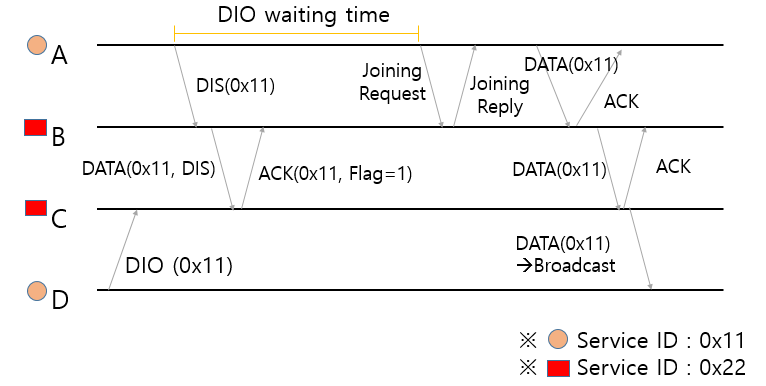 DIO waiting time
A
DIS(0x11)
Joining
Request
Joining
Reply
DATA(0x11)
ACK
B
DATA(0x11, DIS)
ACK(0x11, Flag=1)
DATA(0x11)
ACK
C
DIO (0x11)
DATA(0x11)
→Broadcast
D
※ Service ID : 0x11
※ Service ID : 0x22